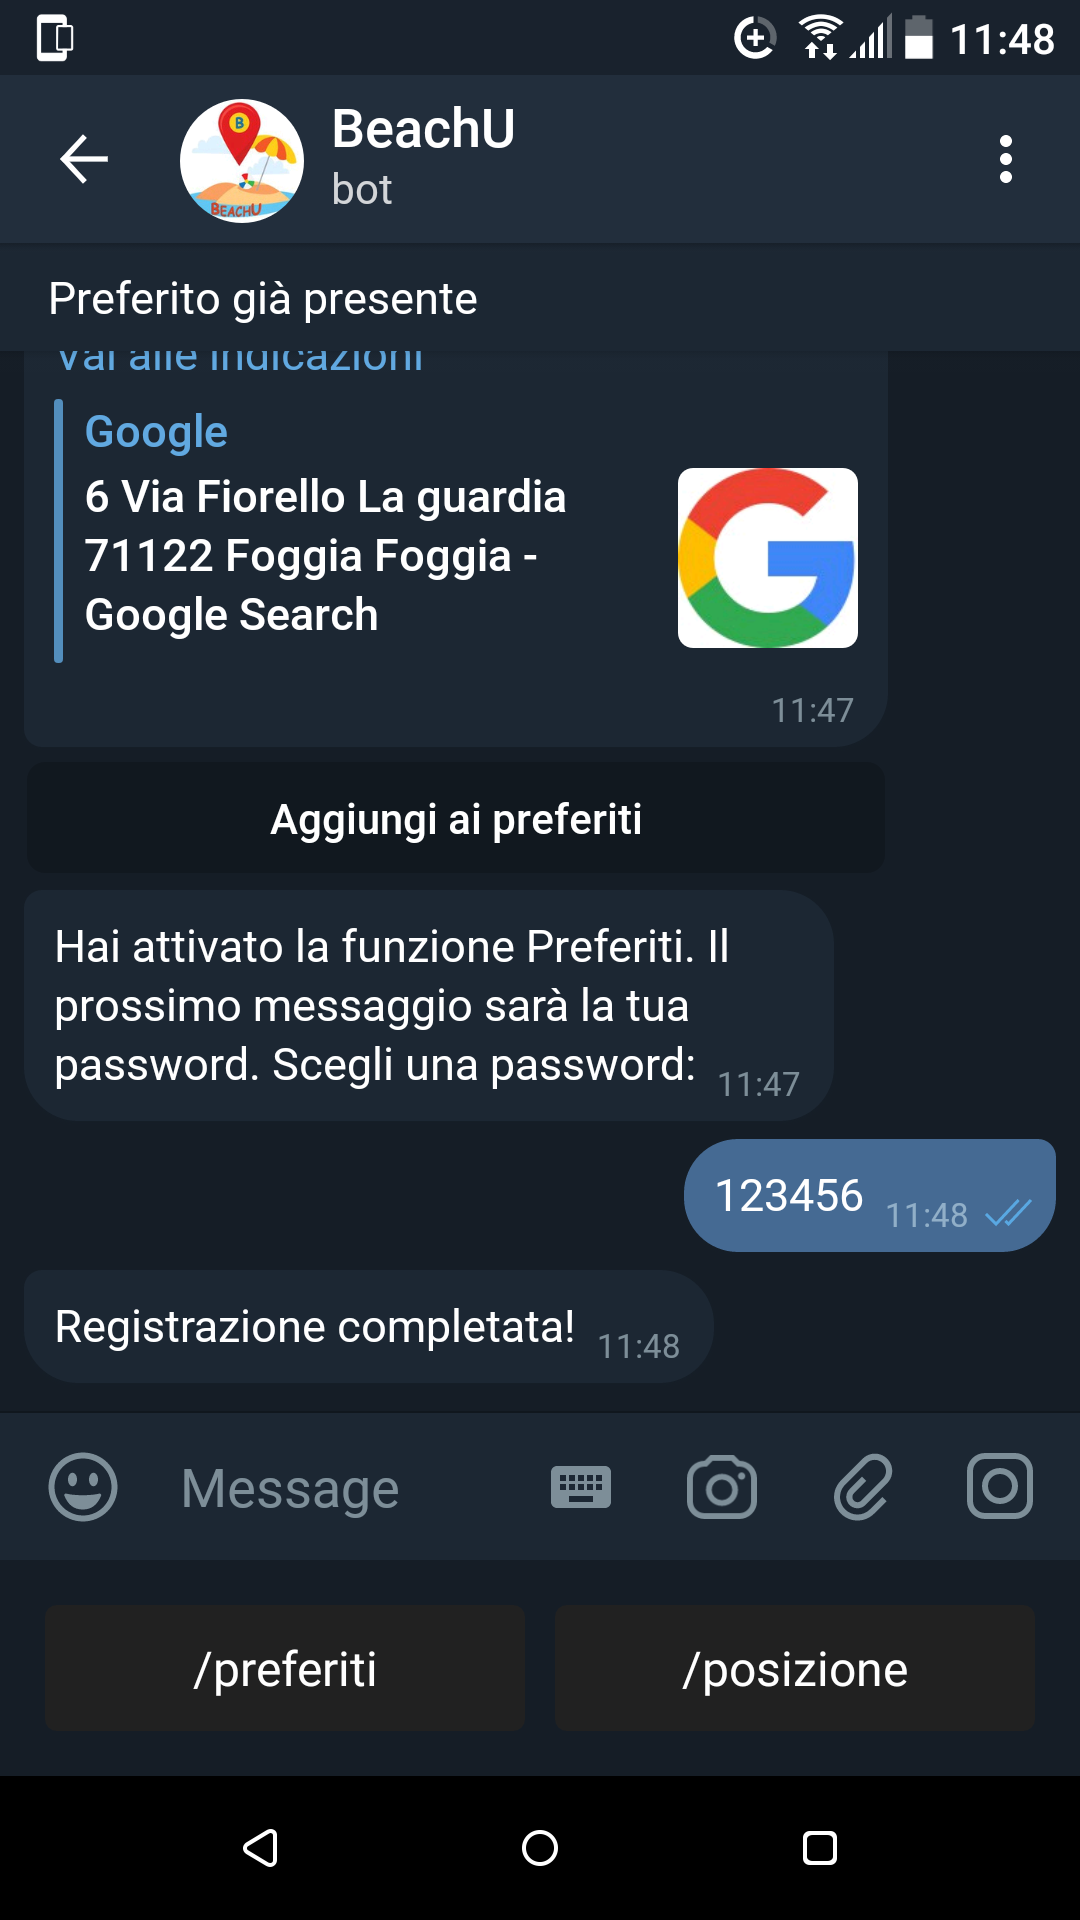 11:48
B
BEACHU
BeachU
bot
Preferito già presente
Vai alle indicazioni
Google
6 Via Fiorello La guardia
71122 Foggia Foggia -
Google Search
11:47
Aggiungi ai preferiti
Hai attivato la funzione Preferiti. Il
prossimo messaggio sarà la tua
password. Scegli una password: 11:47
123456 11:48
Registrazione completata! 11:48
Message
/preferiti /posizione